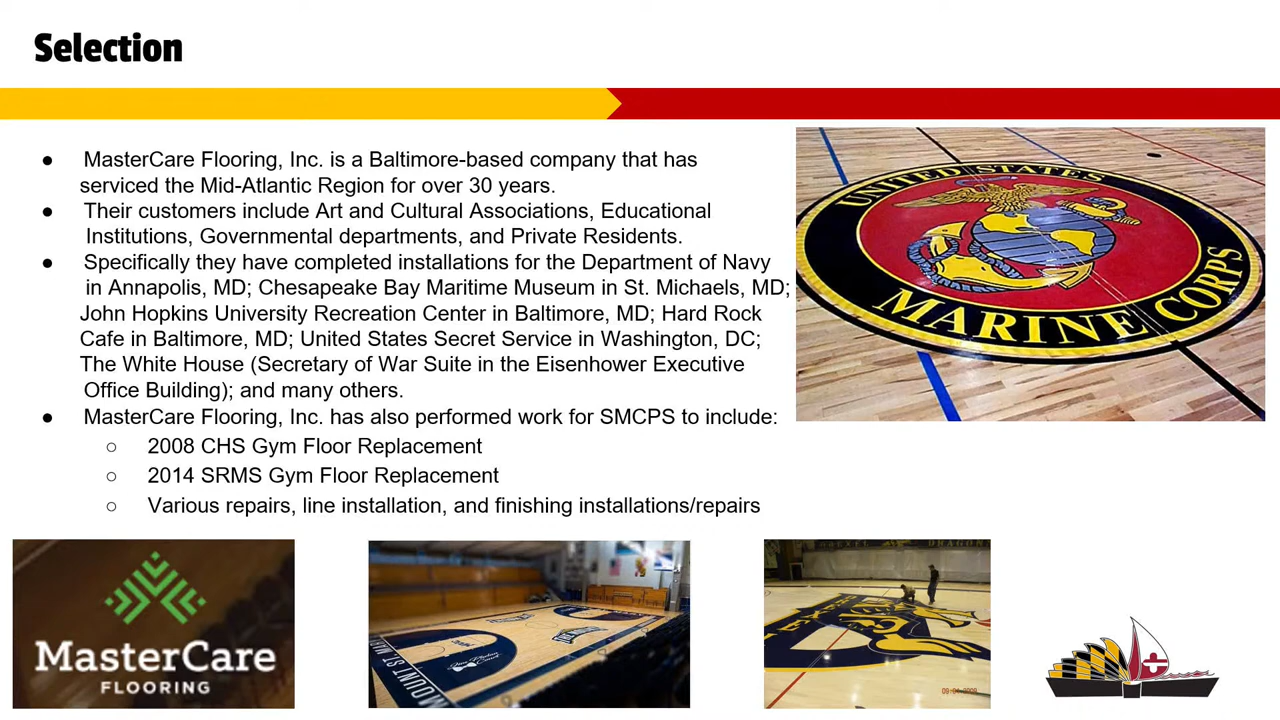 Selection
● MasterCare Flooring, Inc. is a Baltimore-based company that has
serviced the Mid-Atlantic Region for over 30 years.
● Their customers include Art and Cultural Associations, Educational
Institutions, Governmental departments, and Private Residents.
● Specifically they have completed installations for the Department of Navy
in Annapolis, MD; Chesapeake Bay Maritime Museum in St. Michaels, MD;
John Hopkins University Recreation Center in Baltimore, MD; Hard Rock
Cafe in Baltimore, MD; United States Secret Service in Washington, DC;
The White House (Secretary of War Suite in the Eisenhower Executive
Office Building); and many others.
● MasterCare Flooring, Inc. has also performed work for SMCPS to include:
○ 2008 CHS Gym Floor Replacement
○ 2014 SRMS Gym Floor Replacement
○ Various repairs, line installation, and finishing installations/repairs
UNITED STATES
MARINE CORPS
MasterCare
FLOORING
MOUNT ST